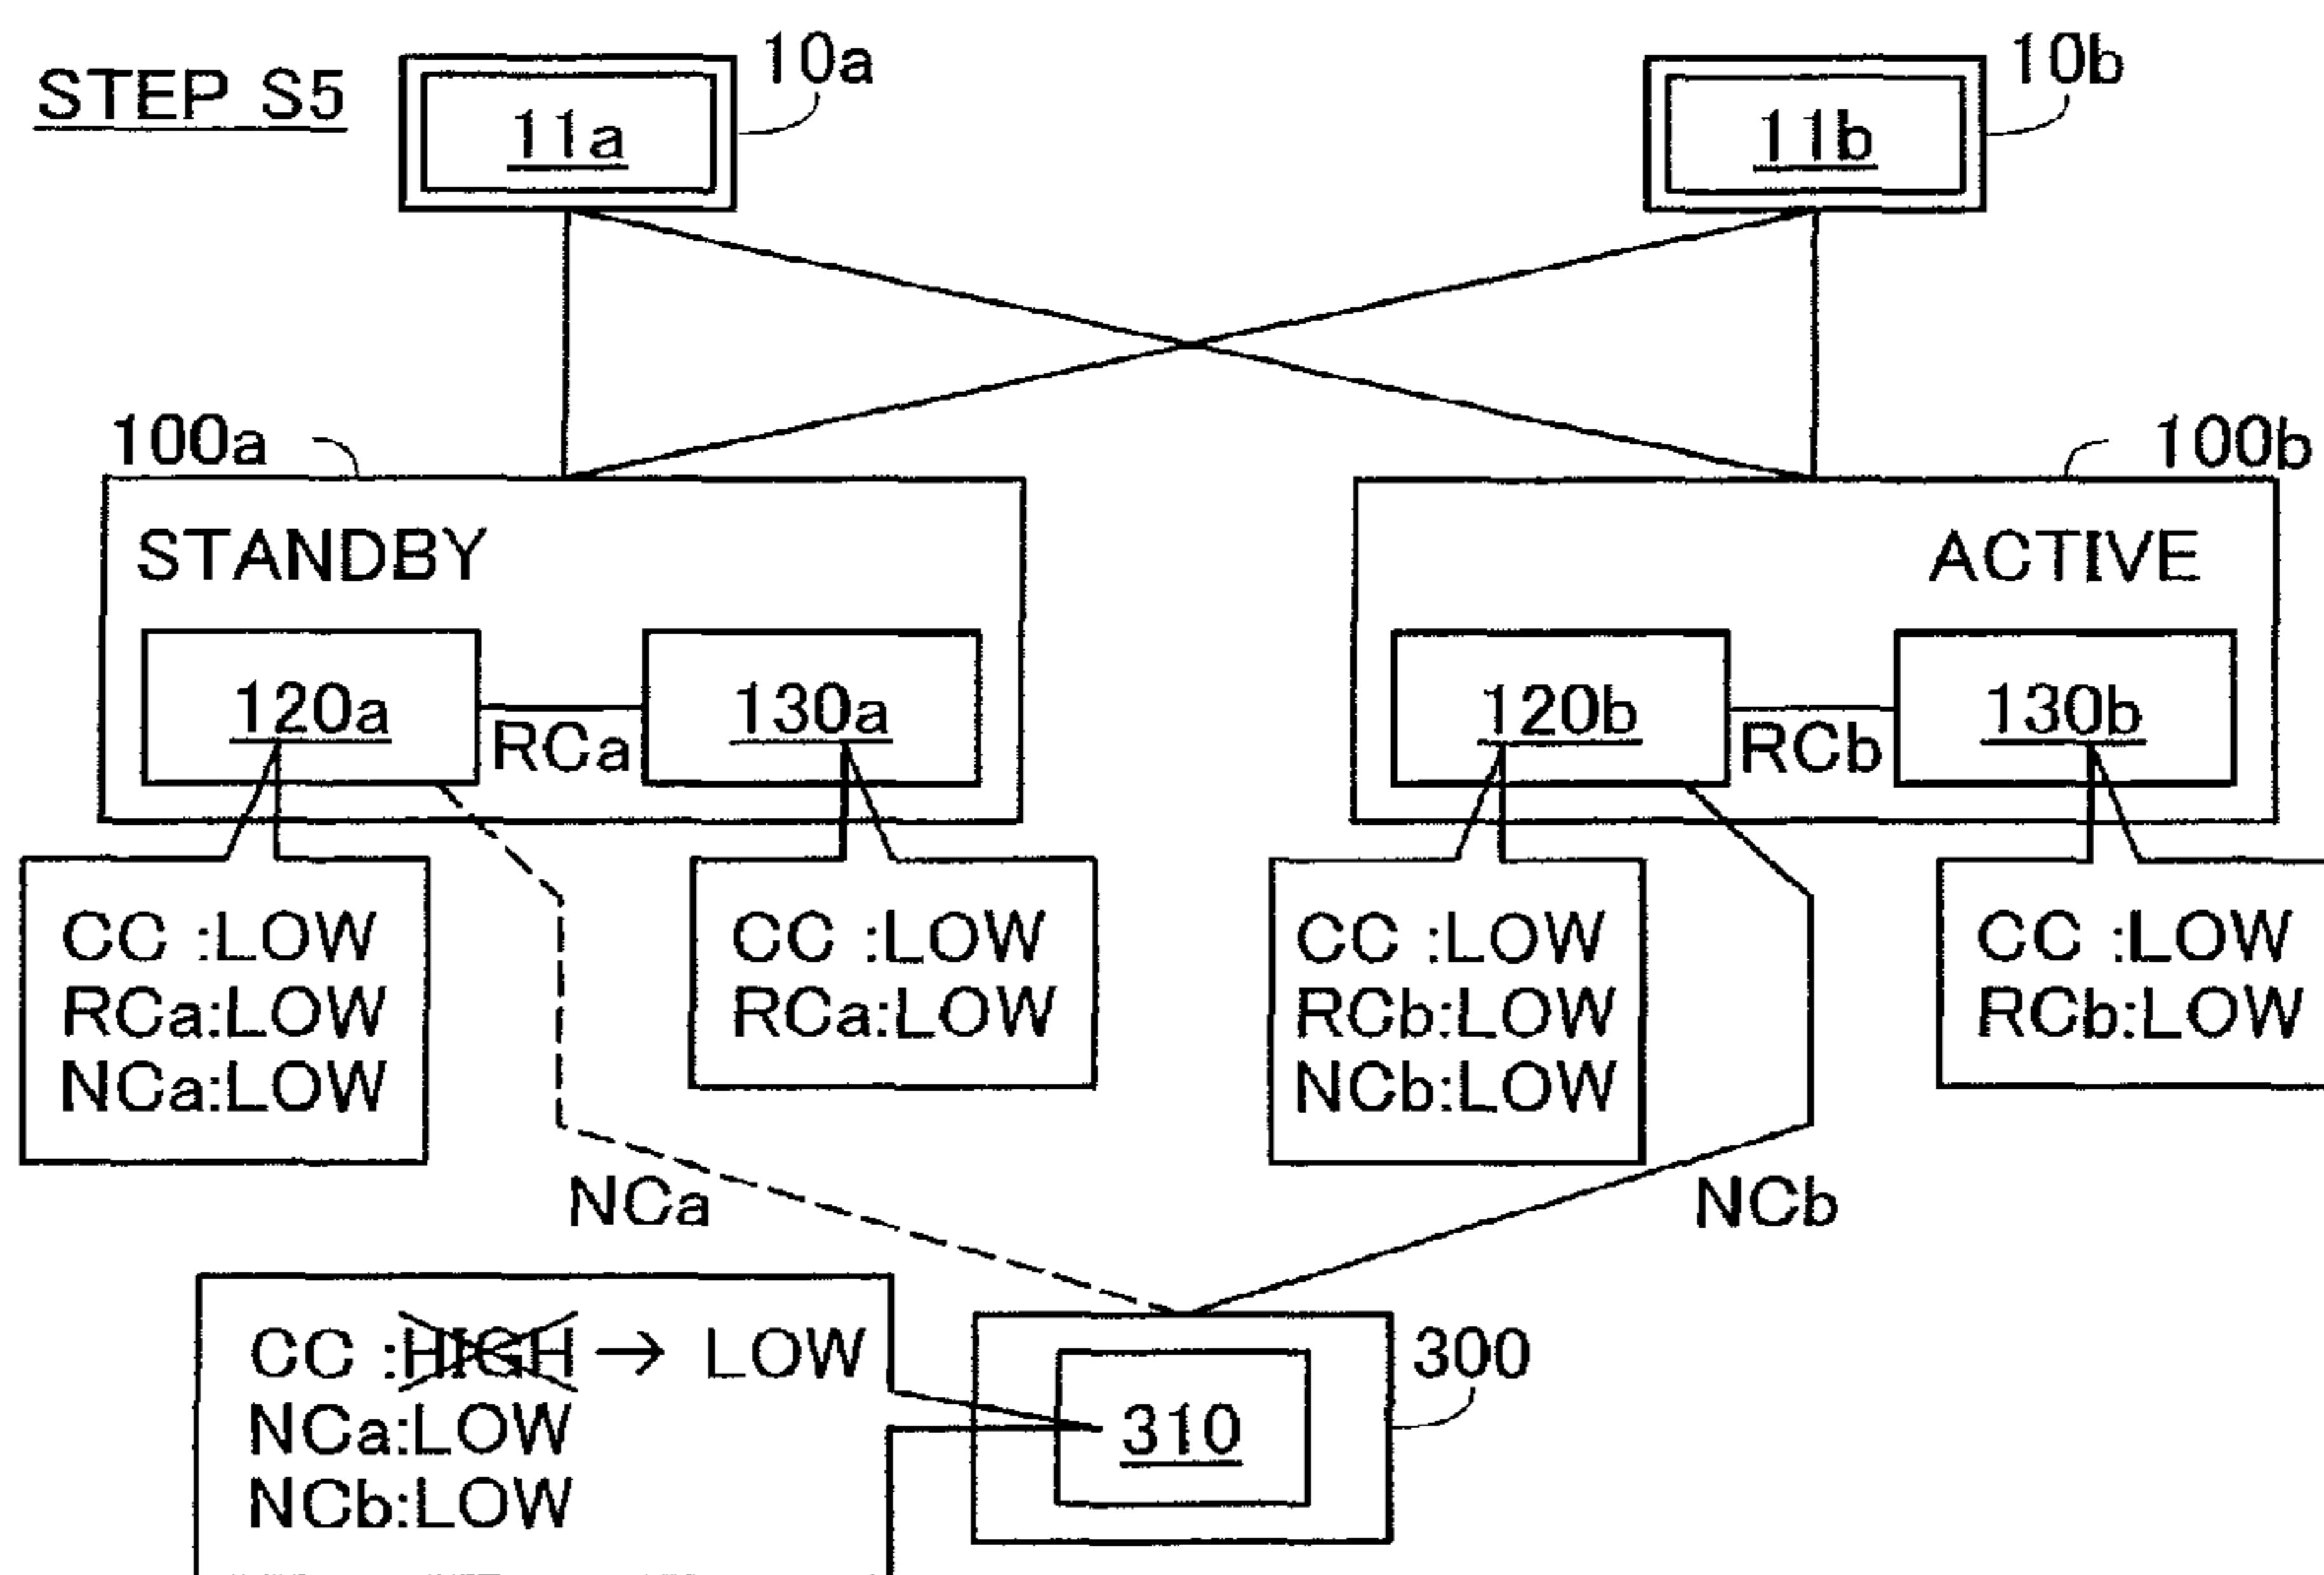 STEP S5
10a
10b
11a
11b
100a
100b
STANDBY
ACTIVE
120a
RCa
130a
120b
RCb
130b
CC :LOW
RCa:LOW
NCa:LOW
CC :LOW
RCa:LOW
CC :LOW
RCb:LOW
NCb:LOW
CC :LOW
RCb:LOW
NCa
NCb
CC :HIGH → LOW
NCa:LOW
NCb:LOW
300
310